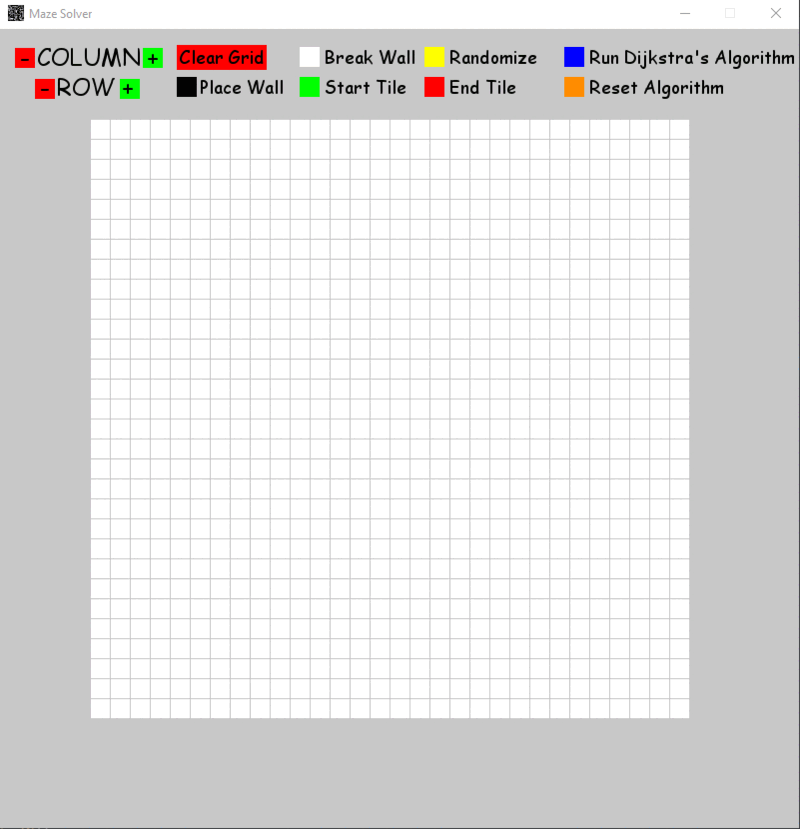 Maze Solver
- COLUMN + Clear Grid Break Wall Randomize Run Dijkstra's Algorithm
- ROW + Place Wall Start Tile End Tile Reset Algorithm